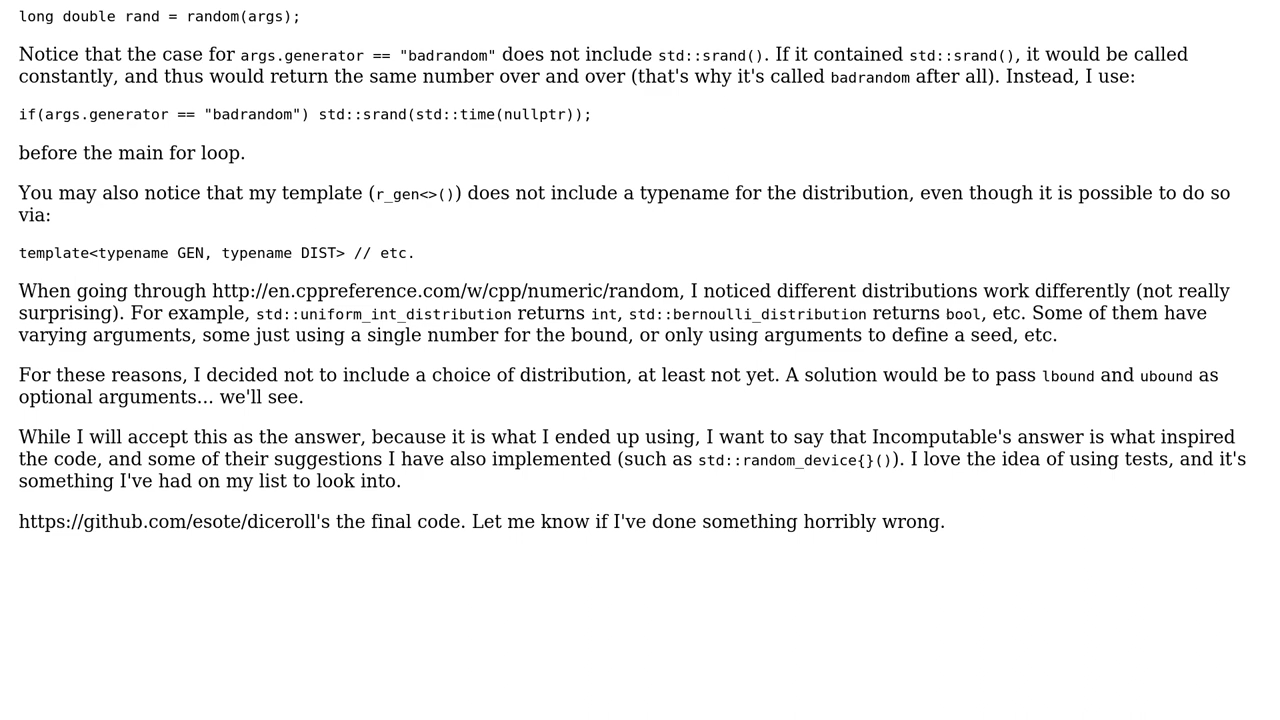 long double rand = random(args);
Notice that the case for args.generator == "badrandom" does not include std::srand(). If it contained std::srand(), it would be called
constantly, and thus would return the same number over and over (that's why it's called badrandom after all). Instead, I use:
if(args.generator == "badrandom") std::srand(std::time(nullptr));
before the main for loop.
You may also notice that my template (r_gen<>()) does not include a typename for the distribution, even though it is possible to do so
via:
template<typename GEN, typename DIST> // etc.
When going through http://en.cppreference.com/w/cpp/numeric/random, I noticed different distributions work differently (not really
surprising). For example, std::uniform_int_distribution returns int, std::bernoulli_distribution returns bool, etc. Some of them have
varying arguments, some just using a single number for the bound, or only using arguments to define a seed, etc.
For these reasons, I decided not to include a choice of distribution, at least not yet. A solution would be to pass lbound and ubound as
optional arguments... we'll see.
While I will accept this as the answer, because it is what I ended up using, I want to say that Incomputable's answer is what inspired
the code, and some of their suggestions I have also implemented (such as std::random_device{}()). I love the idea of using tests, and it's
something I've had on my list to look into.
https://github.com/esote/diceroll's the final code. Let me know if I've done something horribly wrong.